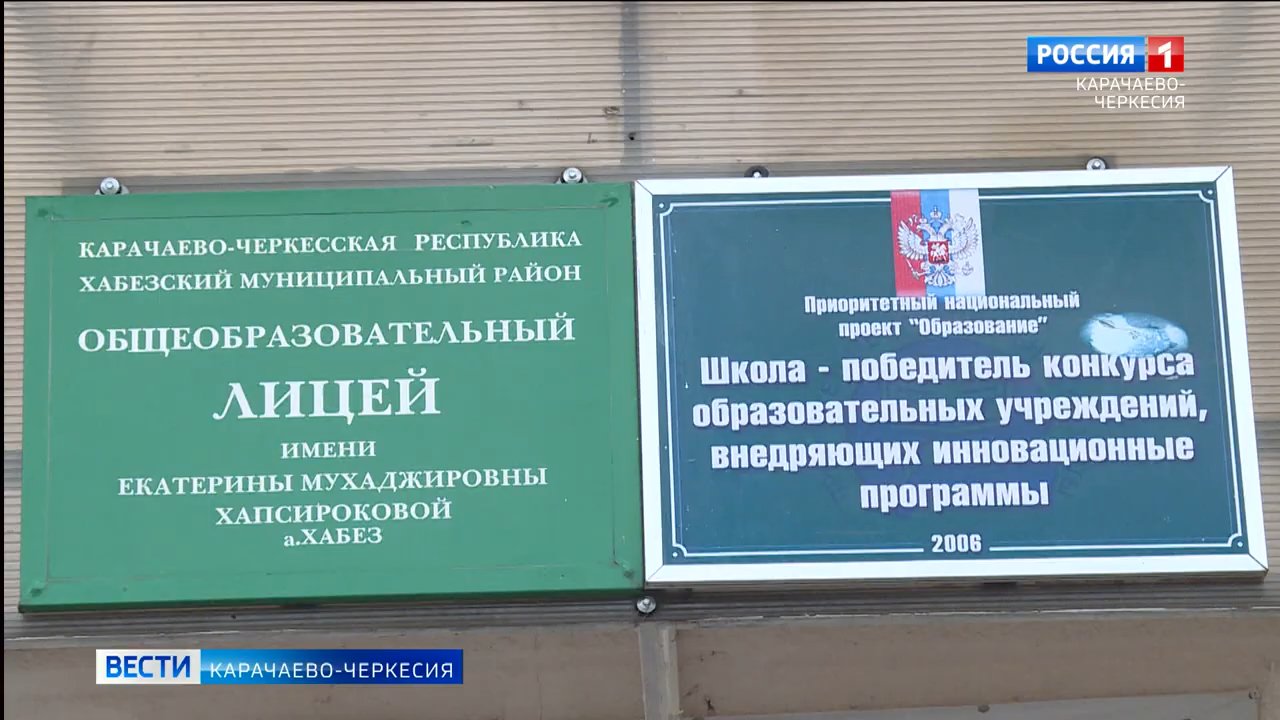 РОССИЯ 1
КАРАЧАЕВО-
ЧЕРКЕСИЯ
КАРАЧАЕВО-ЧЕРКЕССКАЯ РЕСПУБЛИКА
ХАБЕЗСКИЙ МУНИЦИПАЛЬНЫЙ РАЙОН
ОБЩЕОБРАЗОВАТЕЛЬНЫЙ
ЛИЦЕЙ
ИМЕНИ
ЕКАТЕРИНЫ МУХАДЖИРОВНЫ
ХАПСИРОКОВОЙ
а.ХАБЕЗ
Приоритетный национальный
проект "Образование"
Школа - победитель конкурса
образовательных учреждений,
внедряющих инновационные
программы
2006
ВЕСТИ КАРАЧАЕВО-ЧЕРКЕСИЯ